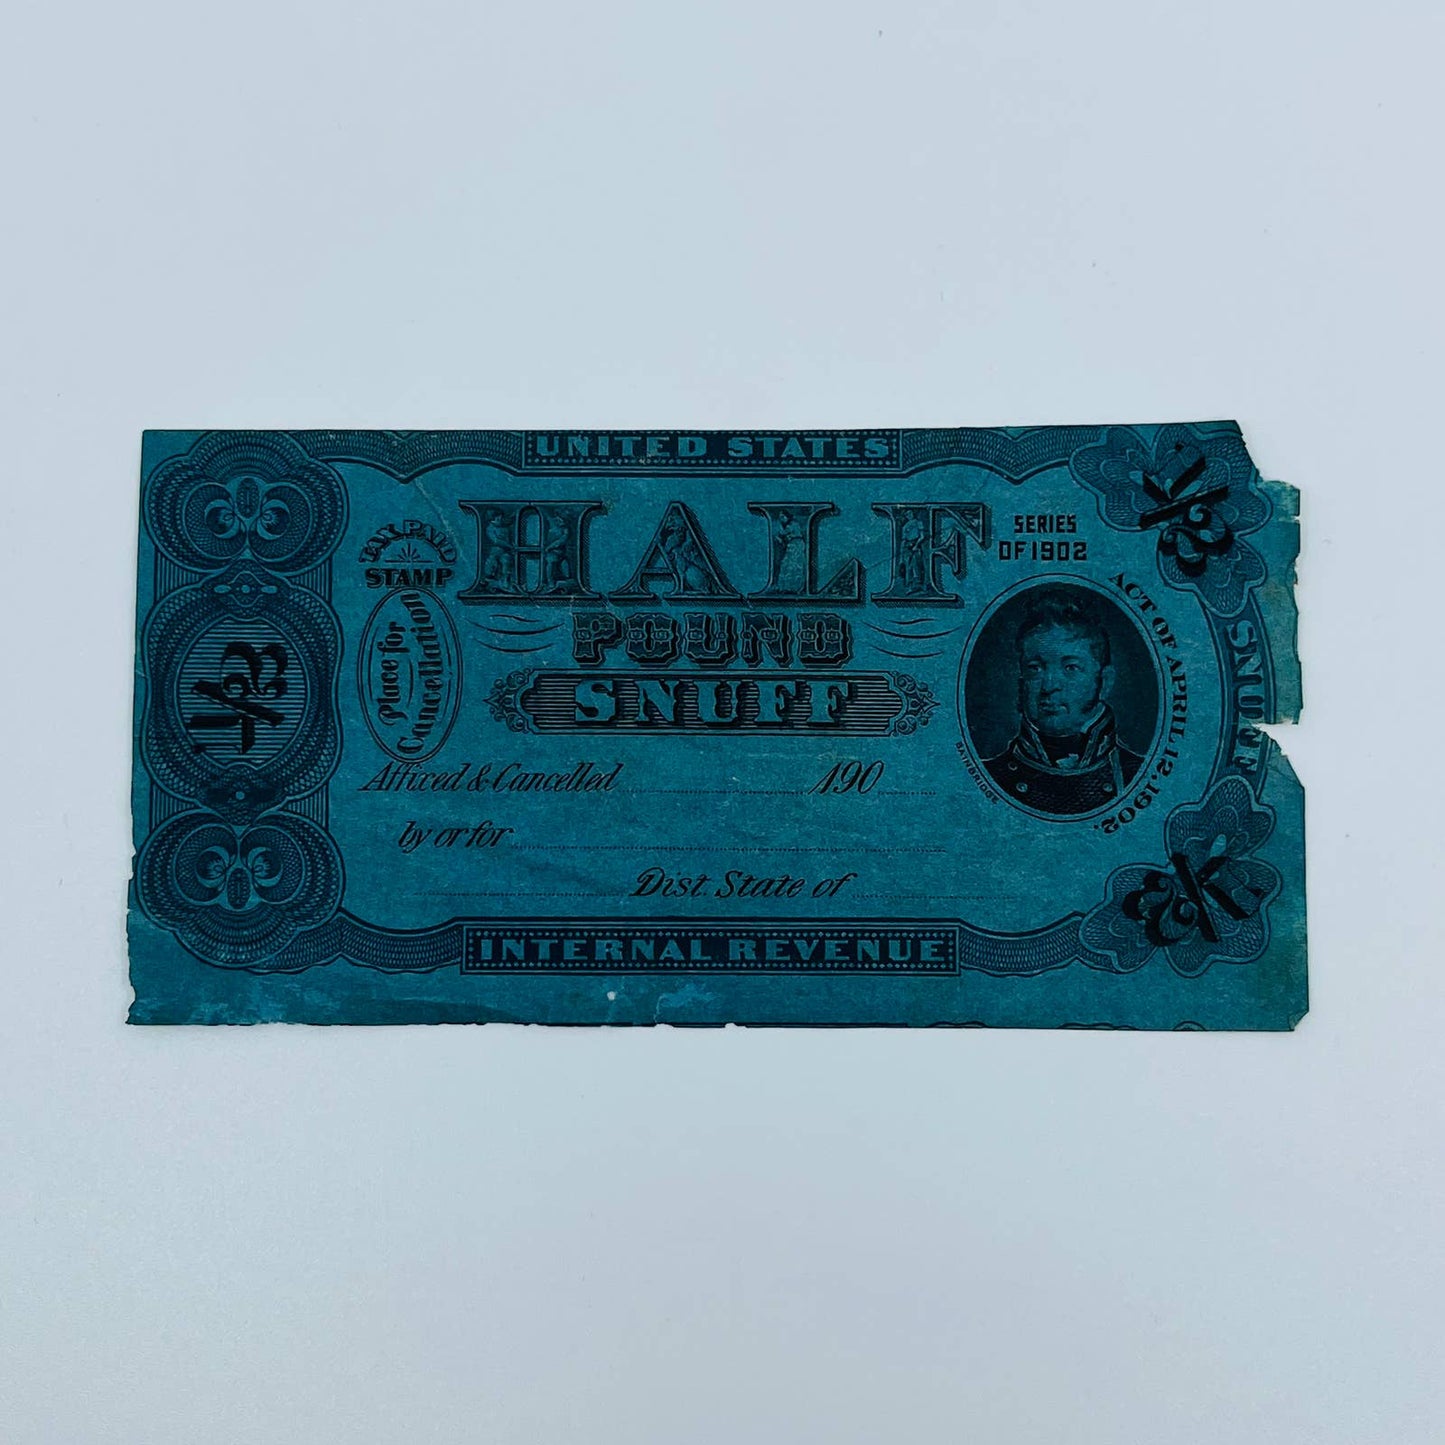 UNITED STATES
TAX PAID
STAMP
HALF
SERIES
OF 1902
POUND
SNUFF
Place for
Cancellation
ACT OF APRIL 12, 1902.
BAINBRIDGE
Affixed & Cancelled 190
by or for
Dist. State of
INTERNAL REVENUE
1/2
1/2
SNUFF
1/2